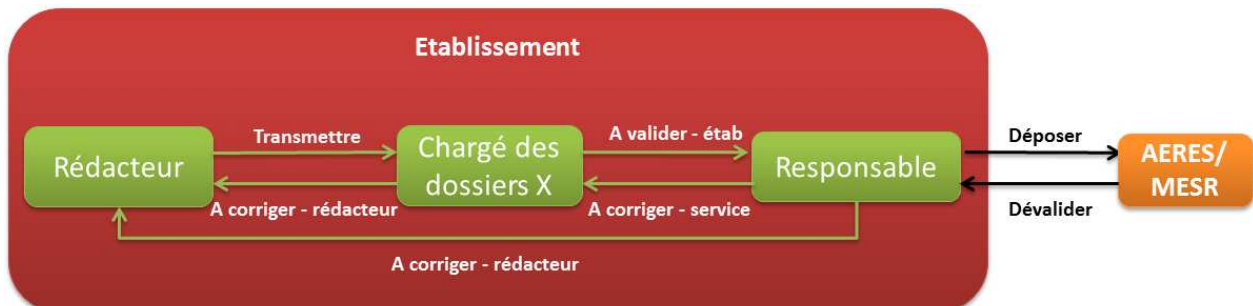 Etablissement
Transmettre
A valider - étab
Déposer
Rédacteur
Chargé des
dossiers X
Responsable
AERES/
MESR
A corriger - rédacteur
A corriger - service
Dévalider
A corriger - rédacteur